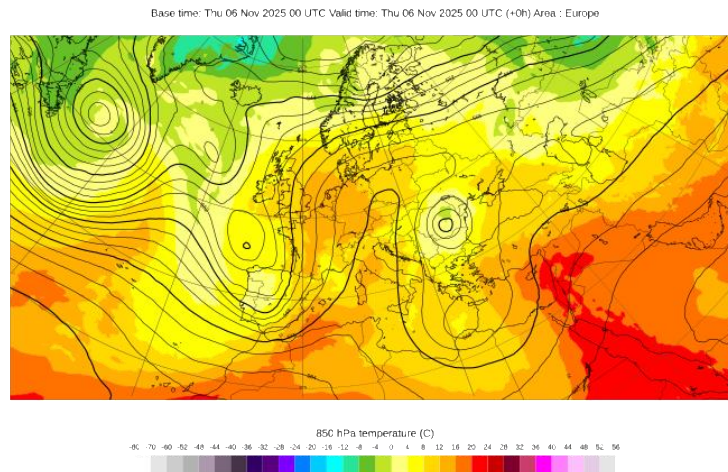 Base time: Thu 06 Nov 2025 00 UTC Valid time: Thu 06 Nov 2025 00 UTC (+0h) Area : Europe
850 hPa temperature (C)
-80 -70 -60 -52 -48 -44 -40 -36 -32 -28 -24 -20 -16 -12 -8 -4 0 4 8 12 16 20 24 28 32 36 40 44 48 52 56